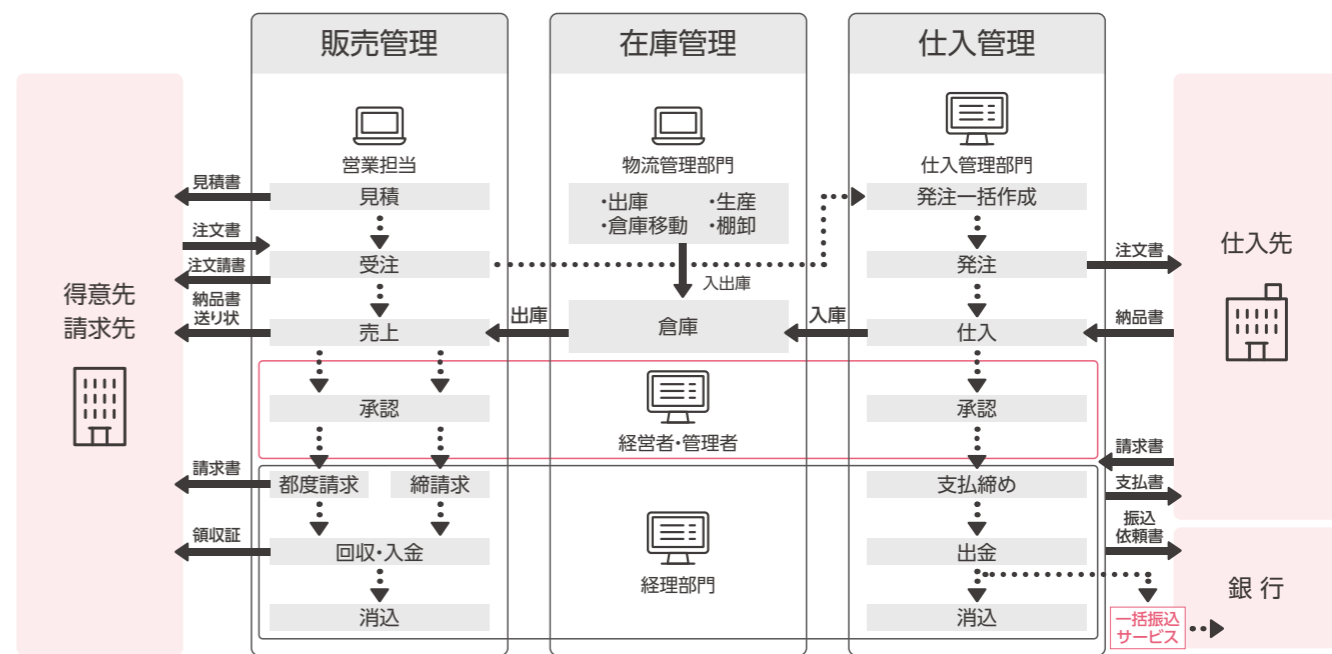 販売管理
在庫管理
仕入管理
営業担当
物流管理部門
仕入管理部門
見積書
見積
・出庫 ・生産
・倉庫移動 ・棚卸
発注一括作成
注文書
注文請書
受注
入出庫
発注
注文書
仕入先
得意先
請求先
納品書
送り状
売上
出庫
倉庫
入庫
仕入
納品書
承認
経営者・管理者
承認
請求書
都度請求
締請求
支払締め
請求書
支払書
領収証
回収・入金
経理部門
出金
振込
依頼書
銀 行
消込
消込
一括振込
サービス